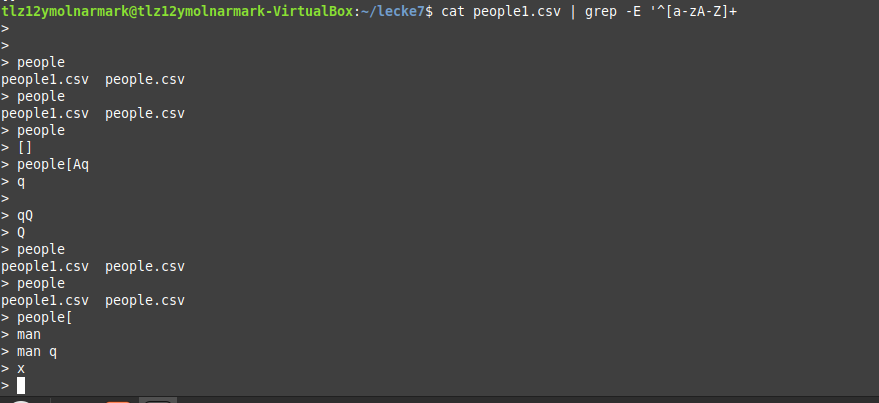 tlz12ymolnarmark@tlz12ymolnarmark-VirtualBox:~/lecke7$ cat people1.csv | grep -E '^[a-zA-Z]+
>
>
> people
people1.csv  people.csv
> people
people1.csv  people.csv
> people
> []
> people[Aq
> q
>
> qQ
> Q
> people
people1.csv  people.csv
> people
people1.csv  people.csv
> people[
> man
> man q
> x
>